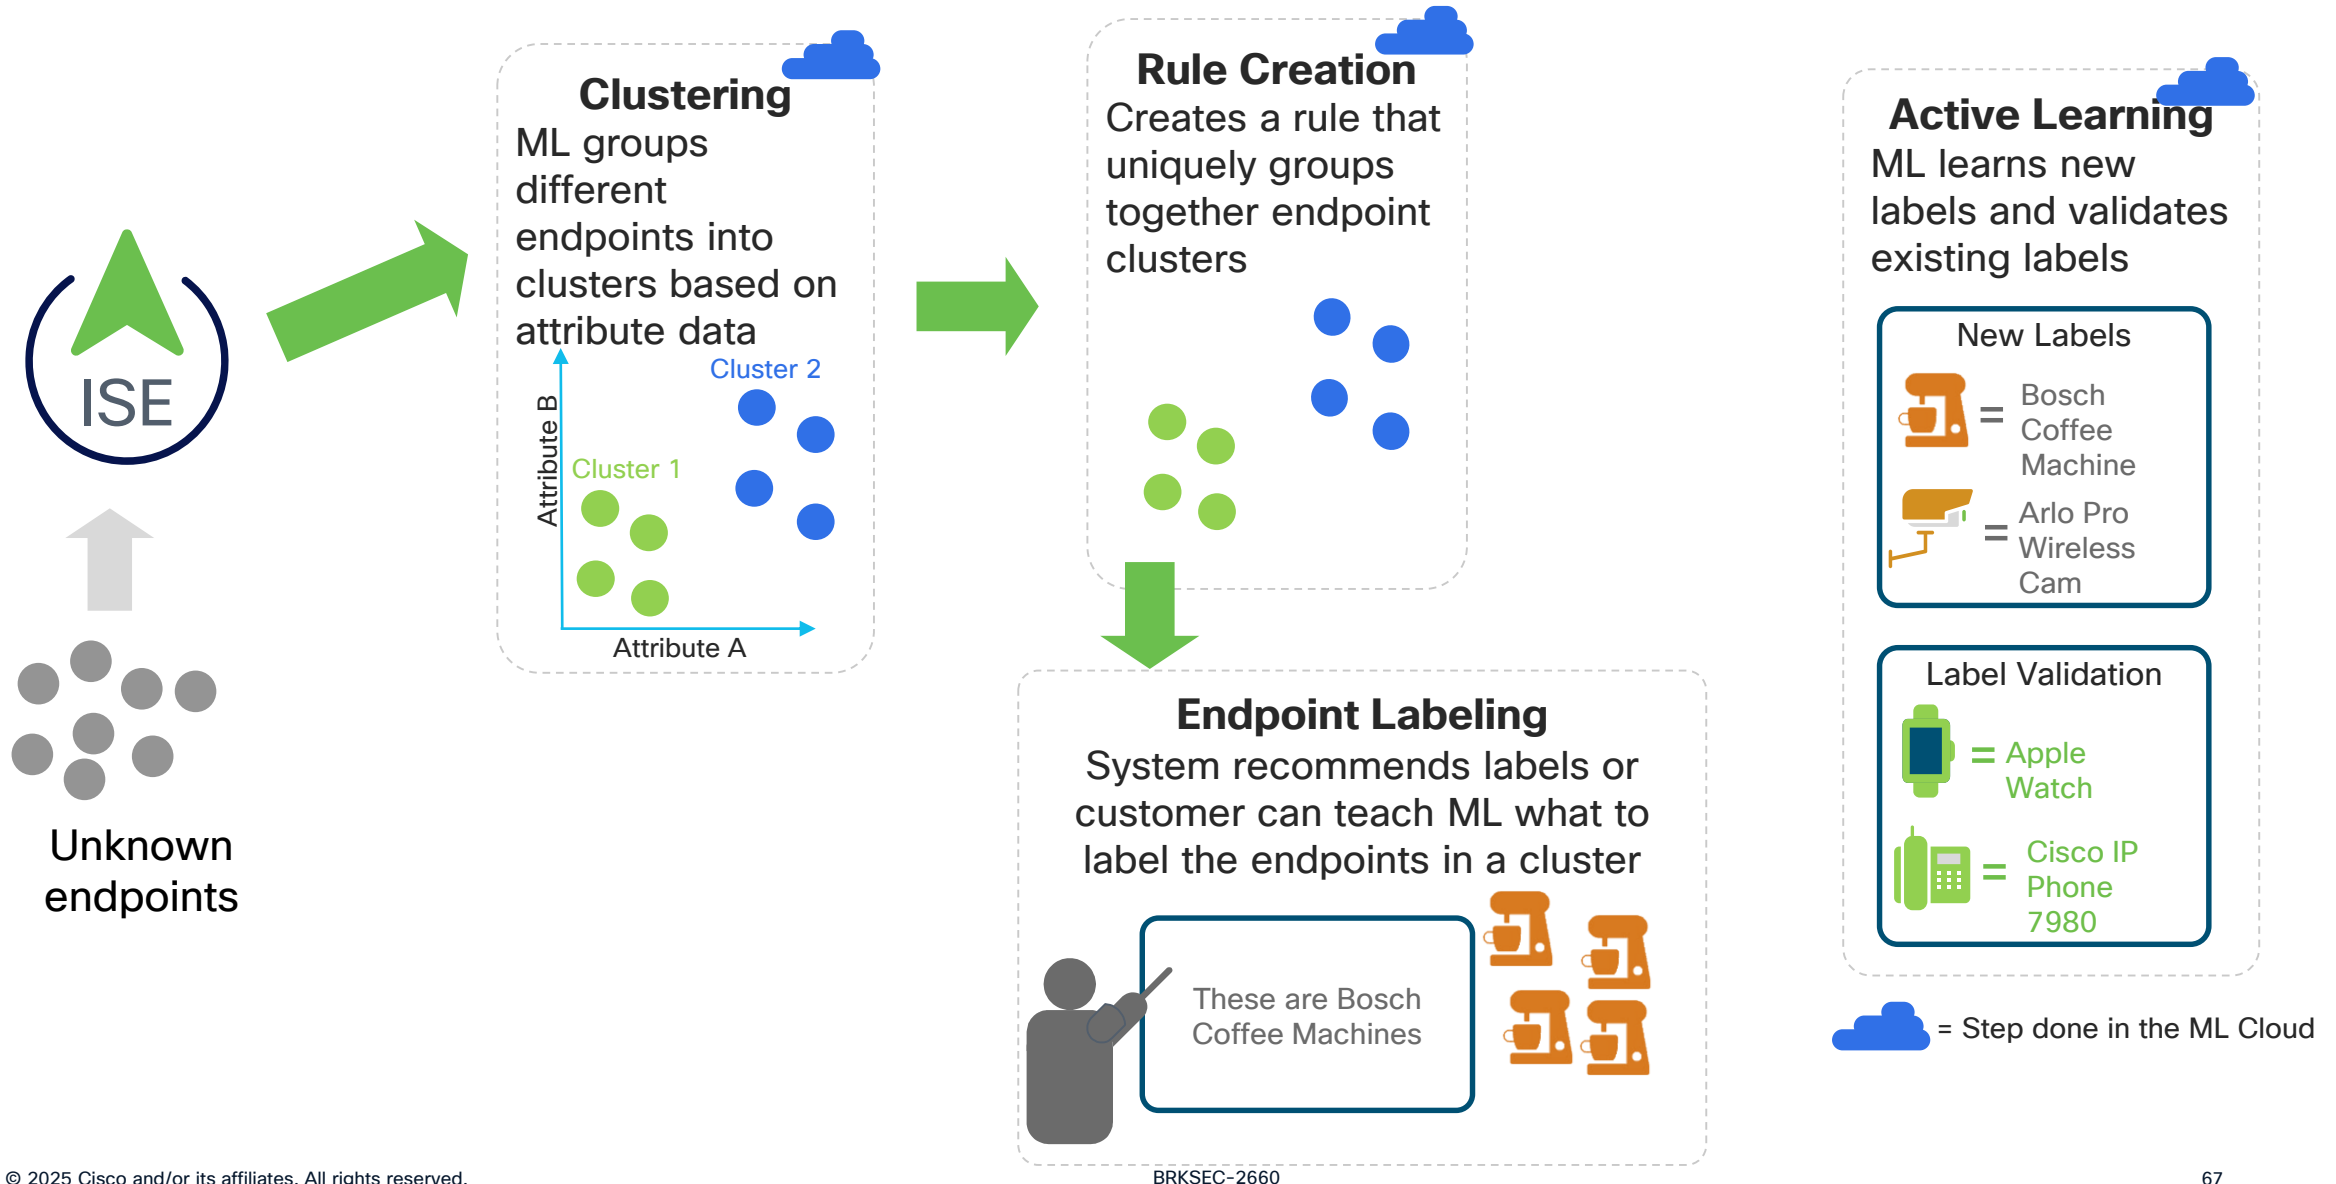 ISE
Unknown
endpoints
Clustering
ML groups
different
endpoints into
clusters based on
attribute data
Cluster 2
Cluster 1
Attribute B
Attribute A
Rule Creation
Creates a rule that
uniquely groups
together endpoint
clusters
Endpoint Labeling
System recommends labels or
customer can teach ML what to
label the endpoints in a cluster
These are Bosch
Coffee Machines
Active Learning
ML learns new
labels and validates
existing labels
New Labels
= Bosch
Coffee
Machine
= Arlo Pro
Wireless
Cam
Label Validation
= Apple
Watch
= Cisco IP
Phone
7980
= Step done in the ML Cloud
© 2025 Cisco and/or its affiliates. All rights reserved.
BRKSEC-2660
67